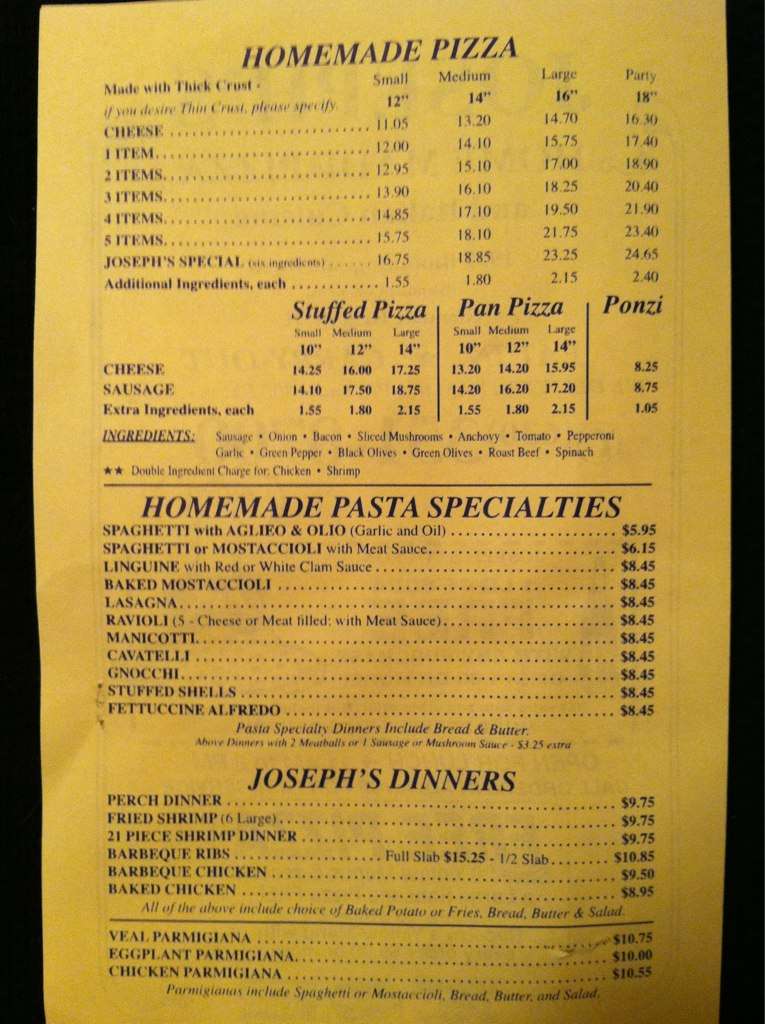 HOMEMADE PIZZA
Made with Thick Crust - Small Medium Large Party
if you desire Thin Crust, please specify. 12" 14" 16" 18"
CHEESE .............................. 11.05 13.20 14.70 16.30
1 ITEM............................... 12.00 14.10 15.75 17.40
2 ITEMS.............................. 12.95 15.10 17.00 18.90
3 ITEMS.............................. 13.90 16.10 18.25 20.40
4 ITEMS.............................. 14.85 17.10 19.50 21.90
5 ITEMS.............................. 15.75 18.10 21.75 23.40
JOSEPH'S SPECIAL (six ingredients) ...... 16.75 18.85 23.25 24.65
Additional Ingredients, each ............ 1.55 1.80 2.15 2.40
Stuffed Pizza Pan Pizza Ponzi
Small Medium Large Small Medium Large
10" 12" 14" 10" 12" 14"
CHEESE 14.25 16.00 17.25 13.20 14.20 15.95 8.25
SAUSAGE 14.10 17.50 18.75 14.20 16.20 17.20 8.75
Extra Ingredients, each 1.55 1.80 2.15 1.55 1.80 2.15 1.05
INGREDIENTS: Sausage • Onion • Bacon • Sliced Mushrooms • Anchovy • Tomato • Pepperoni
Garlic • Green Pepper • Black Olives • Green Olives • Roast Beef • Spinach
★★ Double Ingredient Charge for: Chicken • Shrimp
HOMEMADE PASTA SPECIALTIES
SPAGHETTI with AGLIEO & OLIO (Garlic and Oil) ...................... $5.95
SPAGHETTI or MOSTACCIOLI with Meat Sauce......................... $6.15
LINGUINE with Red or White Clam Sauce ............................... $8.45
BAKED MOSTACCIOLI ............................................. $8.45
LASAGNA......................................................... $8.45
RAVIOLI (5 - Cheese or Meat filled; with Meat Sauce)....................... $8.45
MANICOTTI...................................................... $8.45
CAVATELLI ...................................................... $8.45
GNOCCHI........................................................ $8.45
STUFFED SHELLS ................................................. $8.45
FETTUCCINE ALFREDO ........................................... $8.45
Pasta Specialty Dinners Include Bread & Butter.
Above Dinners with 2 Meatballs or 1 Sausage or Mushroom Sauce - $3.25 extra
JOSEPH'S DINNERS
PERCH DINNER .................................................. $9.75
FRIED SHRIMP (6 Large)............................................ $9.75
21 PIECE SHRIMP DINNER ......................................... $9.75
BARBEQUE RIBS ..................... Full Slab $15.25 - 1/2 Slab........ $10.85
BARBEQUE CHICKEN ............................................. $9.50
BAKED CHICKEN ................................................. $8.95
All of the above include choice of Baked Potato or Fries, Bread, Butter & Salad.
VEAL PARMIGIANA ............................................... $10.75
EGGPLANT PARMIGIANA.......................................... $10.00
CHICKEN PARMIGIANA ........................................... $10.55
Parmigianas include Spaghetti or Mostaccioli, Bread, Butter, and Salad.